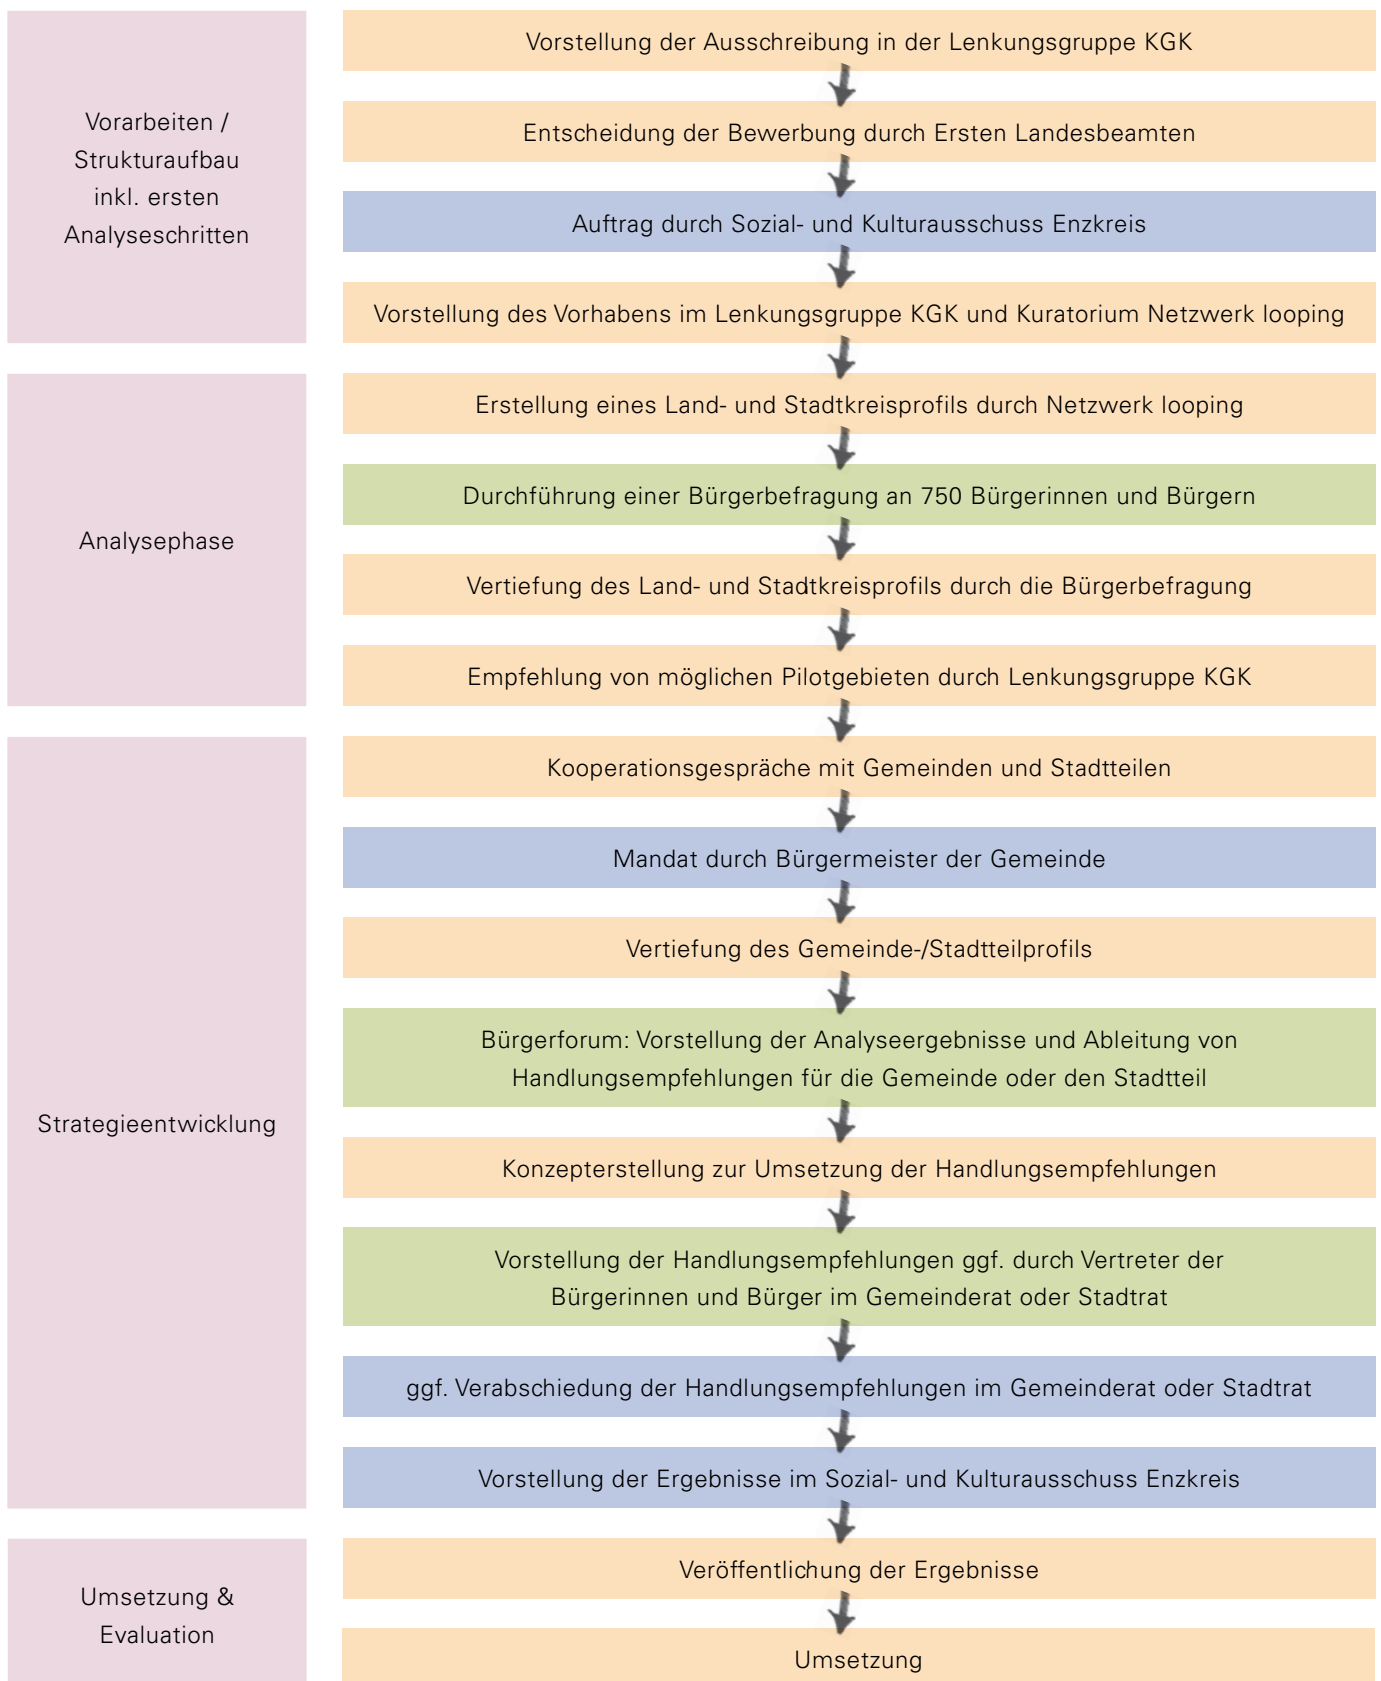 Vorarbeiten /
Strukturaufbau
inkl. ersten
Analyseschritten
Vorstellung der Ausschreibung in der Lenkungsgruppe KGK
Entscheidung der Bewerbung durch Ersten Landesbeamten
Auftrag durch Sozial- und Kulturausschuss Enzkreis
Vorstellung des Vorhabens im Lenkungsgruppe KGK und Kuratorium Netzwerk looping
Analysephase
Erstellung eines Land- und Stadtkreisprofils durch Netzwerk looping
Durchführung einer Bürgerbefragung an 750 Bürgerinnen und Bürgern
Vertiefung des Land- und Stadtkreisprofils durch die Bürgerbefragung
Empfehlung von möglichen Pilotgebieten durch Lenkungsgruppe KGK
Strategieentwicklung
Kooperationsgespräche mit Gemeinden und Stadtteilen
Mandat durch Bürgermeister der Gemeinde
Vertiefung des Gemeinde-/Stadtteilprofils
Bürgerforum: Vorstellung der Analyseergebnisse und Ableitung von
Handlungsempfehlungen für die Gemeinde oder den Stadtteil
Konzepterstellung zur Umsetzung der Handlungsempfehlungen
Vorstellung der Handlungsempfehlungen ggf. durch Vertreter der
Bürgerinnen und Bürger im Gemeinderat oder Stadtrat
ggf. Verabschiedung der Handlungsempfehlungen im Gemeinderat oder Stadtrat
Vorstellung der Ergebnisse im Sozial- und Kulturausschuss Enzkreis
Umsetzung &
Evaluation
Veröffentlichung der Ergebnisse
Umsetzung